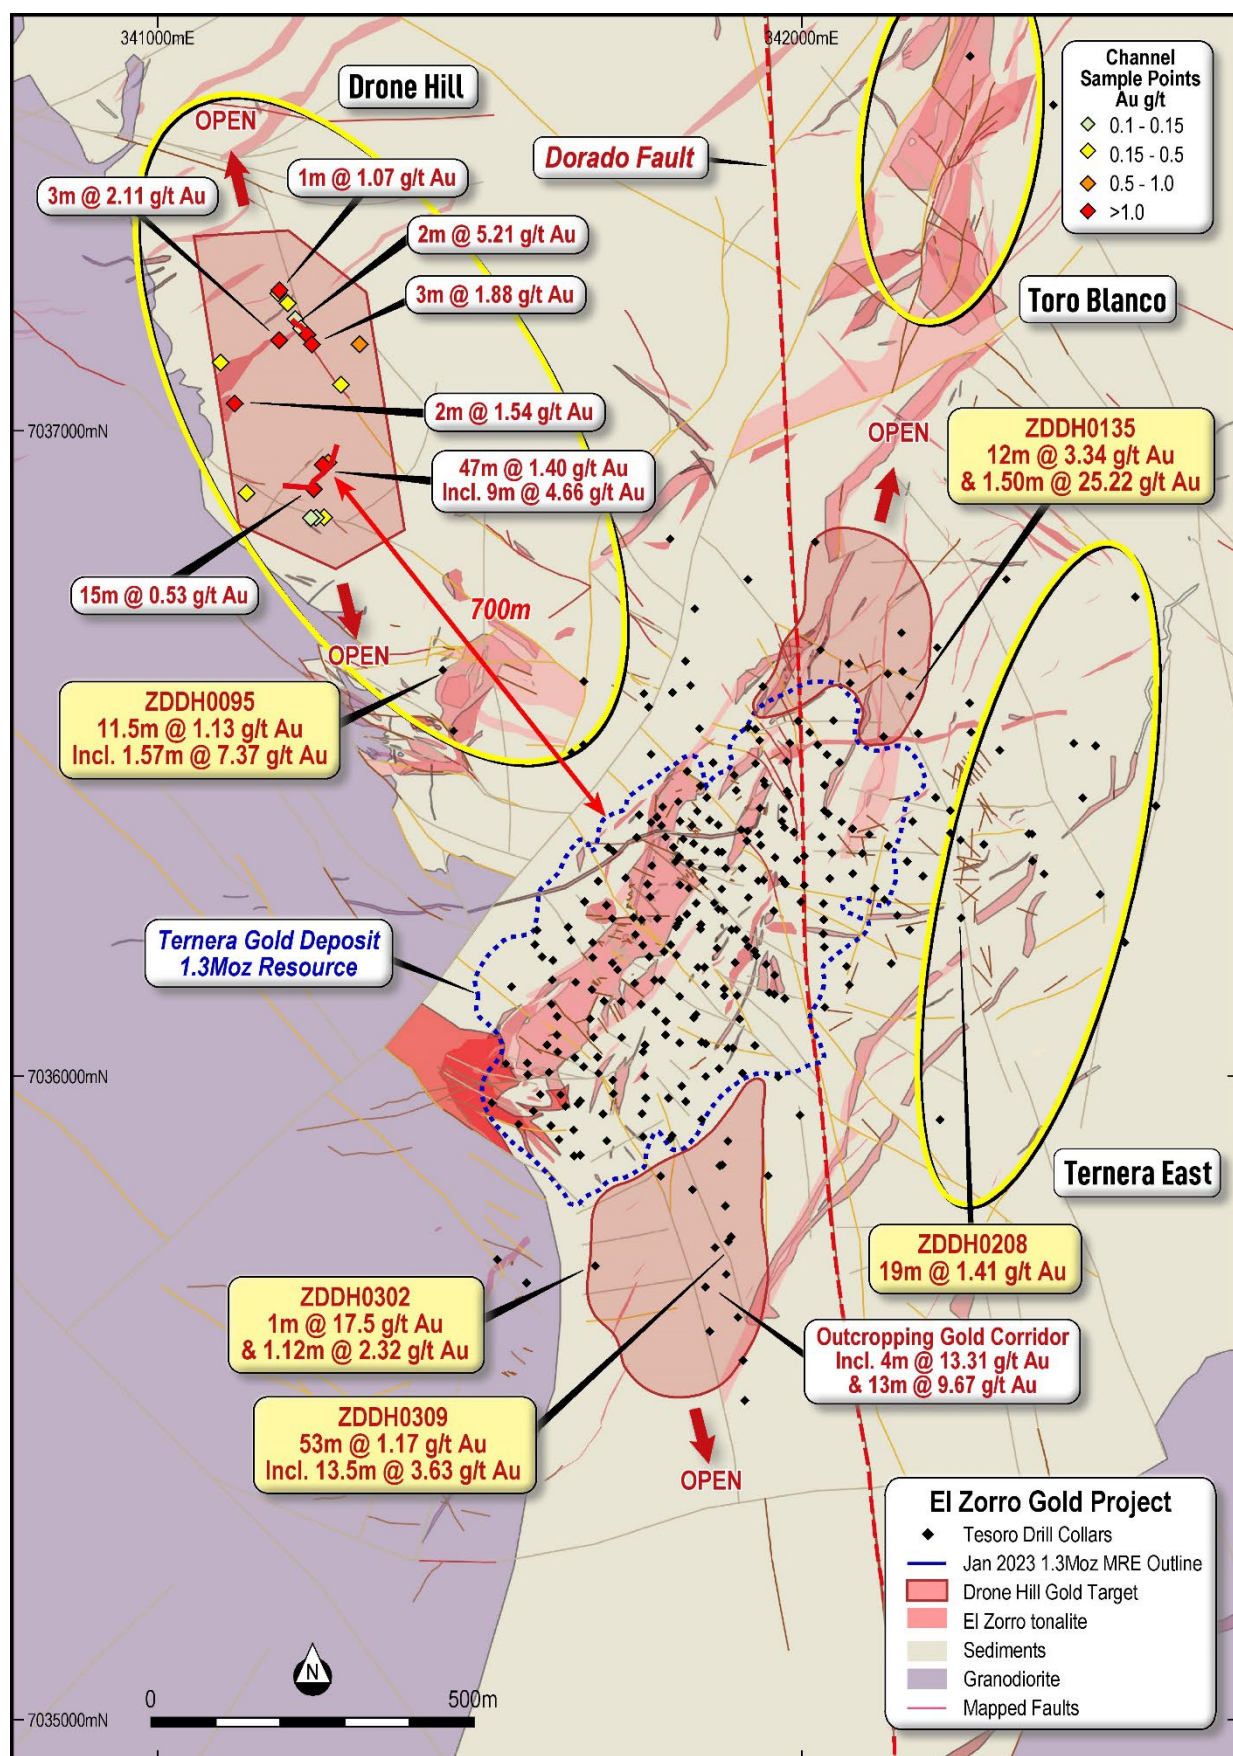 341000mE
342000mE
Drone Hill
OPEN
Channel
Sample Points
Au g/t
0.1 - 0.15
0.15 - 0.5
0.5 - 1.0
>1.0
Dorado Fault
1m @ 1.07 g/t Au
3m @ 2.11 g/t Au
2m @ 5.21 g/t Au
3m @ 1.88 g/t Au
Toro Blanco
2m @ 1.54 g/t Au
7037000mN
OPEN
ZDDH0135
12m @ 3.34 g/t Au
& 1.50m @ 25.22 g/t Au
47m @ 1.40 g/t Au
Incl. 9m @ 4.66 g/t Au
15m @ 0.53 g/t Au
700m
OPEN
ZDDH0095
11.5m @ 1.13 g/t Au
Incl. 1.57m @ 7.37 g/t Au
Ternera Gold Deposit
1.3Moz Resource
7036000mN
Ternera East
ZDDH0208
19m @ 1.41 g/t Au
ZDDH0302
1m @ 17.5 g/t Au
& 1.12m @ 2.32 g/t Au
Outcropping Gold Corridor
Incl. 4m @ 13.31 g/t Au
& 13m @ 9.67 g/t Au
ZDDH0309
53m @ 1.17 g/t Au
Incl. 13.5m @ 3.63 g/t Au
OPEN
El Zorro Gold Project
Tesoro Drill Collars
Jan 2023 1.3Moz MRE Outline
Drone Hill Gold Target
El Zorro tonalite
Sediments
Granodiorite
Mapped Faults
N
0
500m
7035000mN